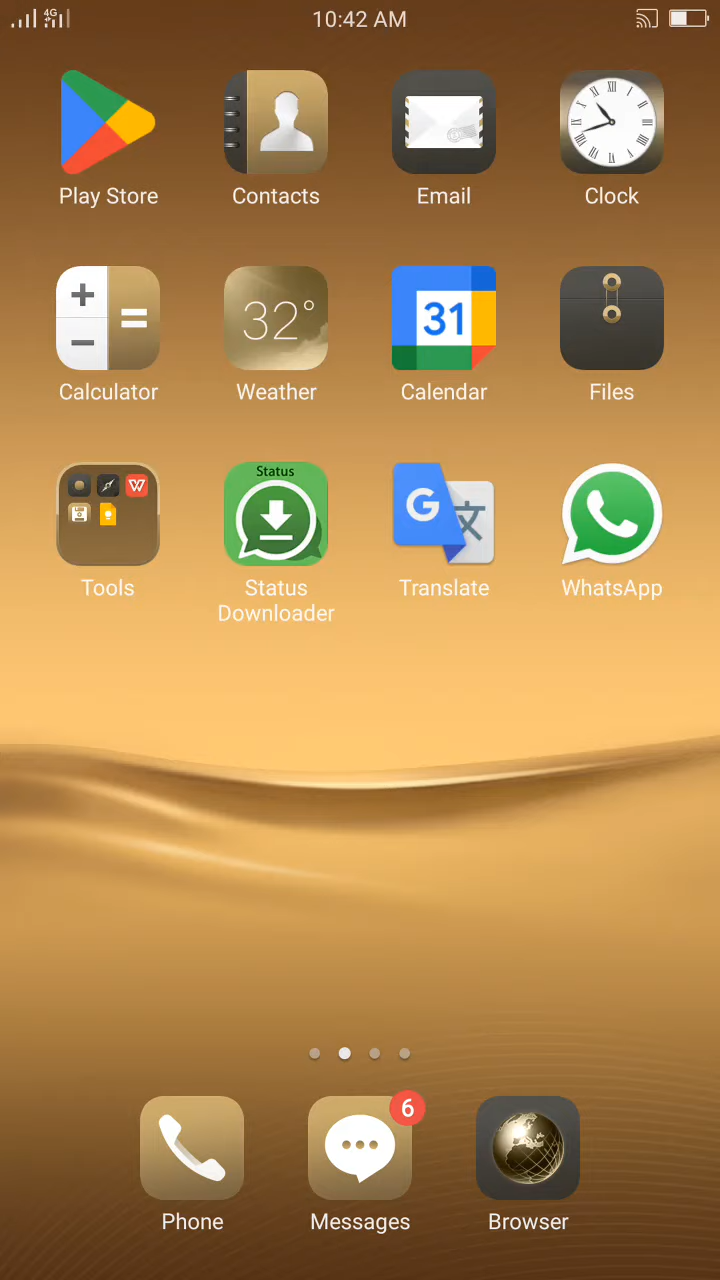 4G
10:42 AM
Play Store
Contacts
Email
Clock
32°
31
Calculator
Weather
Calendar
Files
Status
G 文
W
Tools
Status
Downloader
Translate
WhatsApp
6
Phone
Messages
Browser